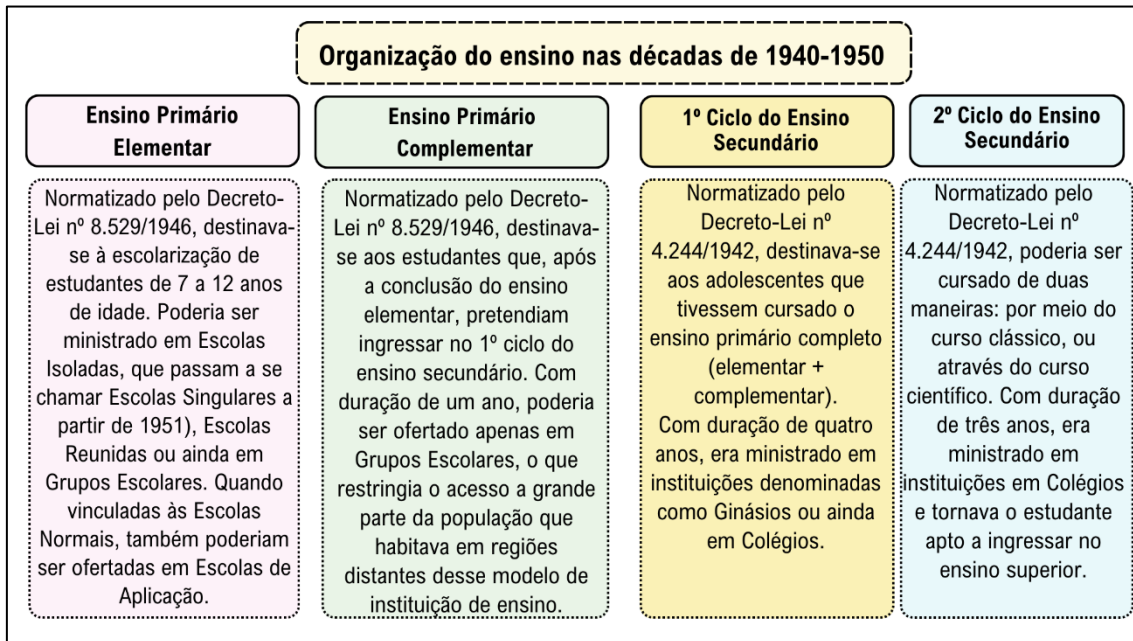 Organização do ensino nas décadas de 1940-1950
Ensino Primário
Elementar
Normatizado pelo Decreto-
Lei nº 8.529/1946, destinava-
se à escolarização de
estudantes de 7 a 12 anos
de idade. Poderia ser
ministrado em Escolas
Isoladas, que passam a se
chamar Escolas Singulares a
partir de 1951), Escolas
Reunidas ou ainda em
Grupos Escolares. Quando
vinculadas às Escolas
Normais, também poderiam
ser ofertadas em Escolas de
Aplicação.
Ensino Primário
Complementar
Normatizado pelo Decreto-
Lei nº 8.529/1946, destinava-
se aos estudantes que, após
a conclusão do ensino
elementar, pretendiam
ingressar no 1º ciclo do
ensino secundário. Com
duração de um ano, poderia
ser ofertado apenas em
Grupos Escolares, o que
restringia o acesso a grande
parte da população que
habitava em regiões
distantes desse modelo de
instituição de ensino.
1º Ciclo do Ensino
Secundário
Normatizado pelo
Decreto-Lei nº
4.244/1942, destinava-se
aos adolescentes que
tivessem cursado o
ensino primário completo
(elementar +
complementar).
Com duração de quatro
anos, era ministrado em
instituições denominadas
como Ginásios ou ainda
em Colégios.
2º Ciclo do Ensino
Secundário
Normatizado pelo
Decreto-Lei nº
4.244/1942, poderia ser
cursado de duas
maneiras: por meio do
curso clássico, ou
através do curso
científico. Com duração
de três anos, era
ministrado em
instituições em Colégios
e tornava o estudante
apto a ingressar no
ensino superior.